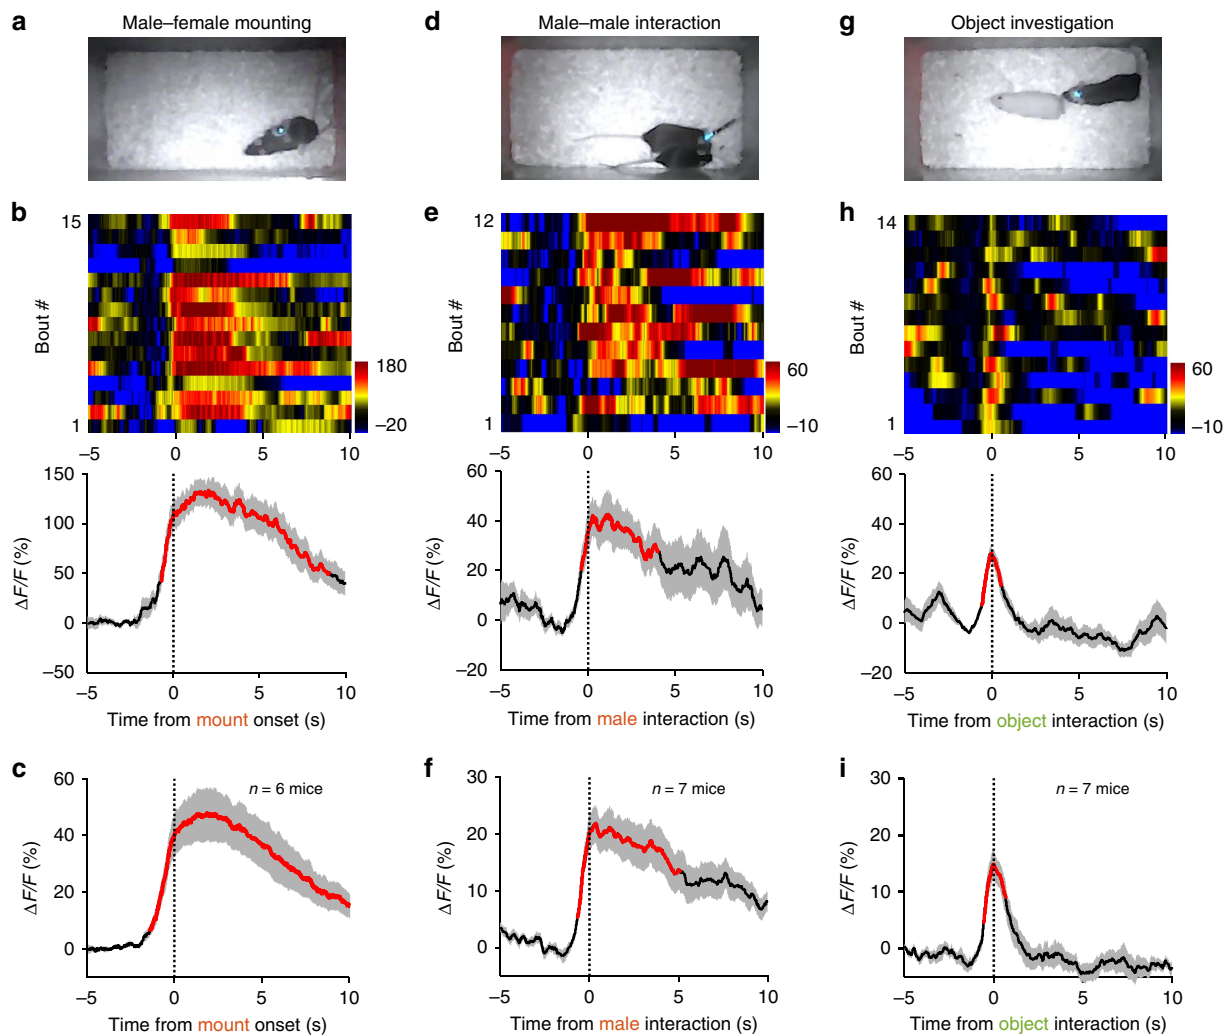 a Male–female mounting
d Male–male interaction
g Object investigation
b
15
Bout #
1
180
–20
–5 0 5 10
150
100
50
0
–50
ΔF/F (%)
–5 0 5 10
Time from mount onset (s)
e
12
Bout #
1
60
–10
–5 0 5 10
60
40
20
0
–20
ΔF/F (%)
–5 0 5 10
Time from male interaction (s)
h
14
Bout #
1
60
–10
–5 0 5 10
60
40
20
0
–20
ΔF/F (%)
–5 0 5 10
Time from object interaction (s)
c
60
40
20
0
ΔF/F (%)
n = 6 mice
–5 0 5 10
Time from mount onset (s)
f
30
20
10
0
ΔF/F (%)
n = 7 mice
–5 0 5 10
Time from male interaction (s)
i
30
20
10
0
ΔF/F (%)
n = 7 mice
–5 0 5 10
Time from object interaction (s)